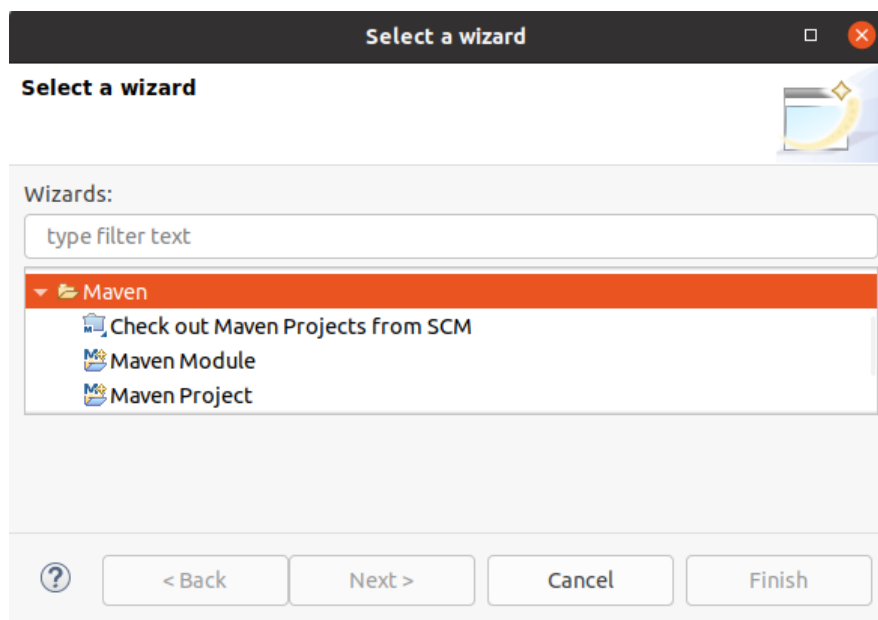 Select a wizard
Select a wizard
Wizards:
type filter text
Maven
Check out Maven Projects from SCM
Maven Module
Maven Project
? < Back Next > Cancel Finish